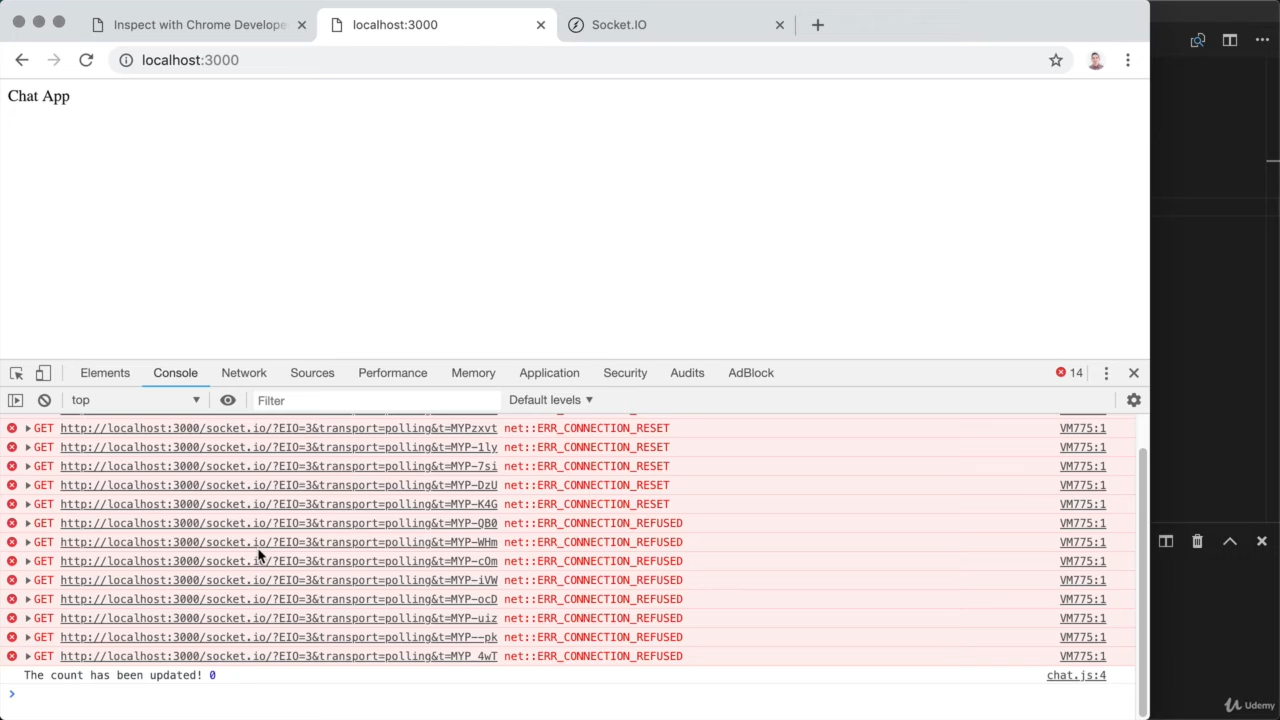 Inspect with Chrome Develope
localhost:3000
Socket.IO
localhost:3000
Chat App
Elements Console Network Sources Performance Memory Application Security Audits AdBlock 14
top Filter Default levels
GET http://localhost:3000/socket.io/?EIO=3&transport=polling&t=MYPzxvt net::ERR_CONNECTION_RESET VM775:1
GET http://localhost:3000/socket.io/?EIO=3&transport=polling&t=MYP-1ly net::ERR_CONNECTION_RESET VM775:1
GET http://localhost:3000/socket.io/?EIO=3&transport=polling&t=MYP-7si net::ERR_CONNECTION_RESET VM775:1
GET http://localhost:3000/socket.io/?EIO=3&transport=polling&t=MYP-DzU net::ERR_CONNECTION_RESET VM775:1
GET http://localhost:3000/socket.io/?EIO=3&transport=polling&t=MYP-K4G net::ERR_CONNECTION_RESET VM775:1
GET http://localhost:3000/socket.io/?EIO=3&transport=polling&t=MYP-QB0 net::ERR_CONNECTION_REFUSED VM775:1
GET http://localhost:3000/socket.io/?EIO=3&transport=polling&t=MYP-WHm net::ERR_CONNECTION_REFUSED VM775:1
GET http://localhost:3000/socket.io/?EIO=3&transport=polling&t=MYP-cOm net::ERR_CONNECTION_REFUSED VM775:1
GET http://localhost:3000/socket.io/?EIO=3&transport=polling&t=MYP-iVW net::ERR_CONNECTION_REFUSED VM775:1
GET http://localhost:3000/socket.io/?EIO=3&transport=polling&t=MYP-ocD net::ERR_CONNECTION_REFUSED VM775:1
GET http://localhost:3000/socket.io/?EIO=3&transport=polling&t=MYP-uiz net::ERR_CONNECTION_REFUSED VM775:1
GET http://localhost:3000/socket.io/?EIO=3&transport=polling&t=MYP--pk net::ERR_CONNECTION_REFUSED VM775:1
GET http://localhost:3000/socket.io/?EIO=3&transport=polling&t=MYP_4wT net::ERR_CONNECTION_REFUSED VM775:1
The count has been updated! 0 chat.js:4
Udemy